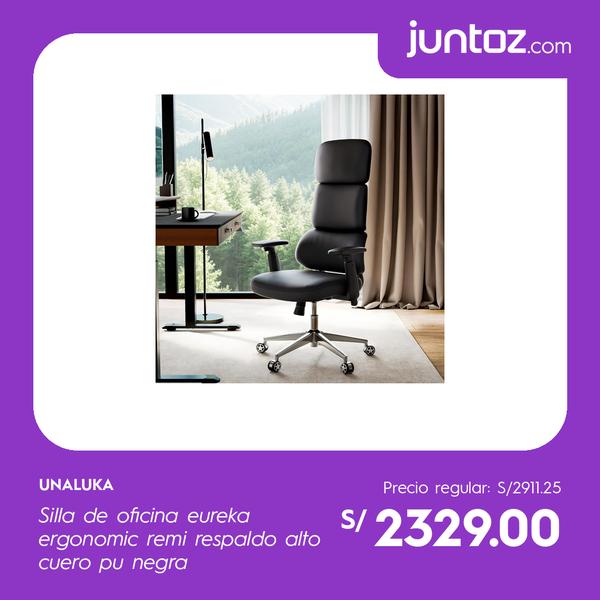 juntoz.com
UNALUKA
Silla de oficina eureka
ergonomic remi respaldo alto
cuero pu negra
Precio regular: S/2911.25
S/ 2329.00